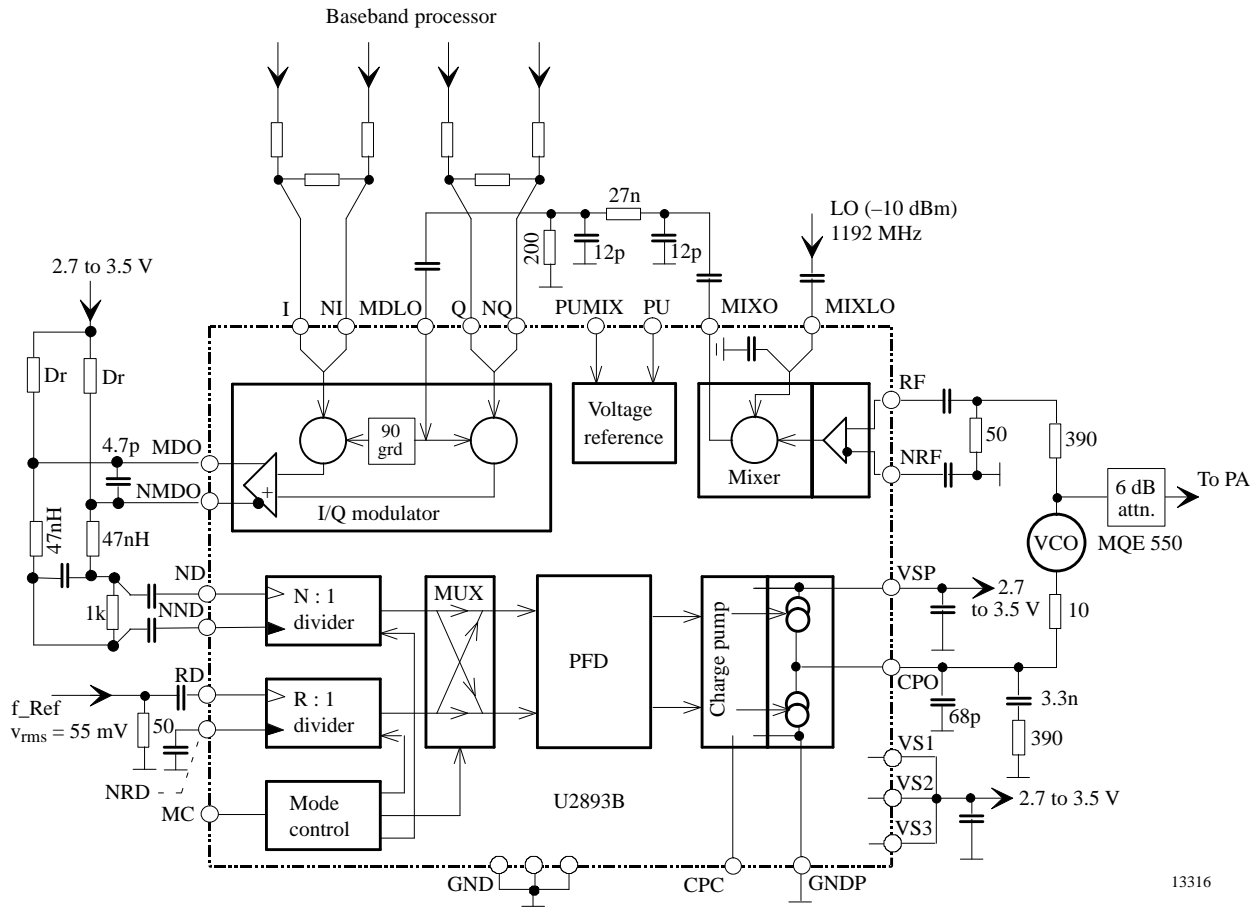 Baseband processor
27n
LO (–10 dBm)
1192 MHz
200
12p
12p
2.7 to 3.5 V
I
NI
MDLO
Q
NQ
PUMIX
PU
MIXO
MIXLO
Dr
Dr
RF
90
grd
Voltage
reference
50
390
4.7p
MDO
NRF
Mixer
NMDO
+
I/Q modulator
6 dB
attn.
To PA
47nH
47nH
VCO
MQE 550
ND
VSP
2.7
to 3.5 V
N : 1
divider
MUX
NND
1k
10
PFD
Charge pump
RD
CPO
f_Ref
vrms = 55 mV
50
R : 1
divider
68p
3.3n
390
NRD
VS1
MC
Mode
control
U2893B
VS2
2.7 to 3.5 V
VS3
GND
CPC
GNDP
13316